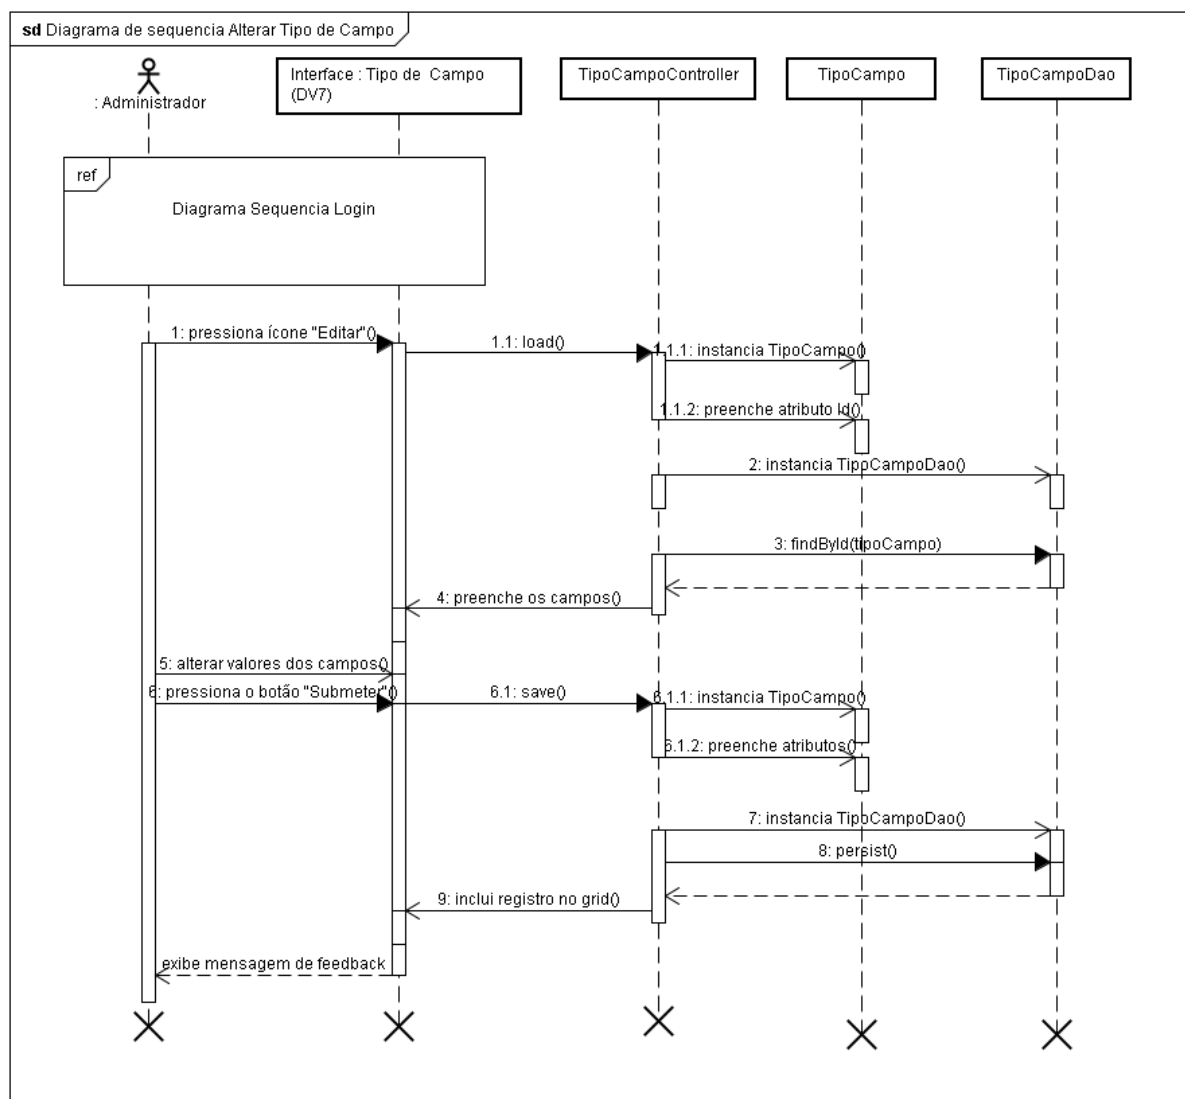 sd Diagrama de sequencia Alterar Tipo de Campo
: Administrador
Interface : Tipo de Campo
(DV7)
TipoCampoController
TipoCampo
TipoCampoDao
ref
Diagrama Sequencia Login
1: pressiona ícone "Editar"()
1.1: load()
1.1.1: instancia TipoCampo()
1.1.2: preenche atributo Id()
2: instancia TipoCampoDao()
3: findById(tipoCampo)
4: preenche os campos()
5: alterar valores dos campos()
6: pressiona o botão "Submeter"()
6.1: save()
6.1.1: instancia TipoCampo()
6.1.2: preenche atributos()
7: instancia TipoCampoDao()
8: persist()
9: inclui registro no grid()
exibe mensagem de feedback